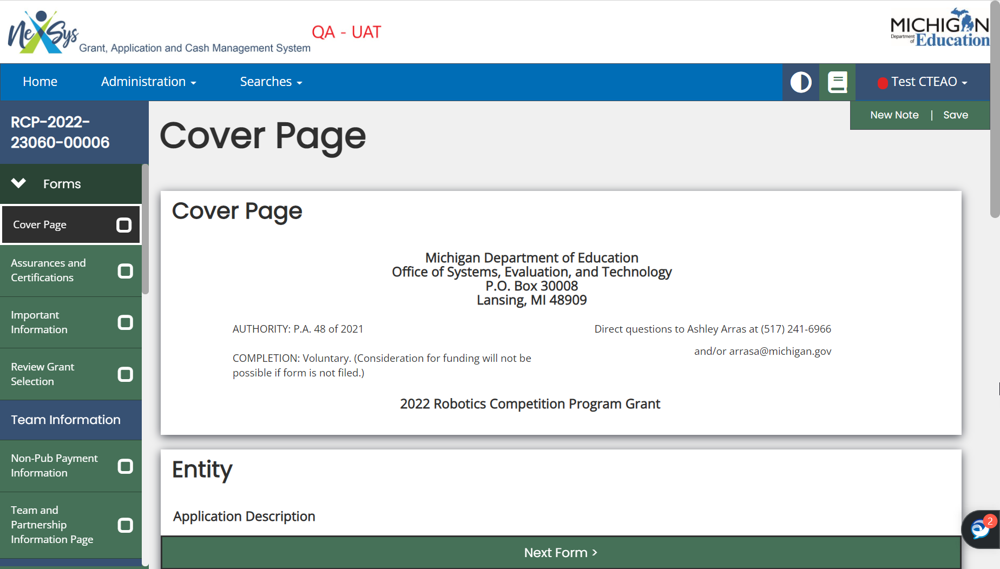 NexSys
Grant, Application and Cash Management System
QA - UAT
MICHIGAN
Department of Education
Home
Administration
Searches
Test CTEAO
New Note | Save
RCP-2022-
23060-00006
Forms
Cover Page
Assurances and
Certifications
Important
Information
Review Grant
Selection
Team Information
Non-Pub Payment
Information
Team and
Partnership
Information Page
Cover Page
Cover Page
Michigan Department of Education
Office of Systems, Evaluation, and Technology
P.O. Box 30008
Lansing, MI 48909
AUTHORITY: P.A. 48 of 2021
Direct questions to Ashley Arras at (517) 241-6966
and/or arrasa@michigan.gov
COMPLETION: Voluntary. (Consideration for funding will not be
possible if form is not filed.)
2022 Robotics Competition Program Grant
Entity
Application Description
Next Form >
2